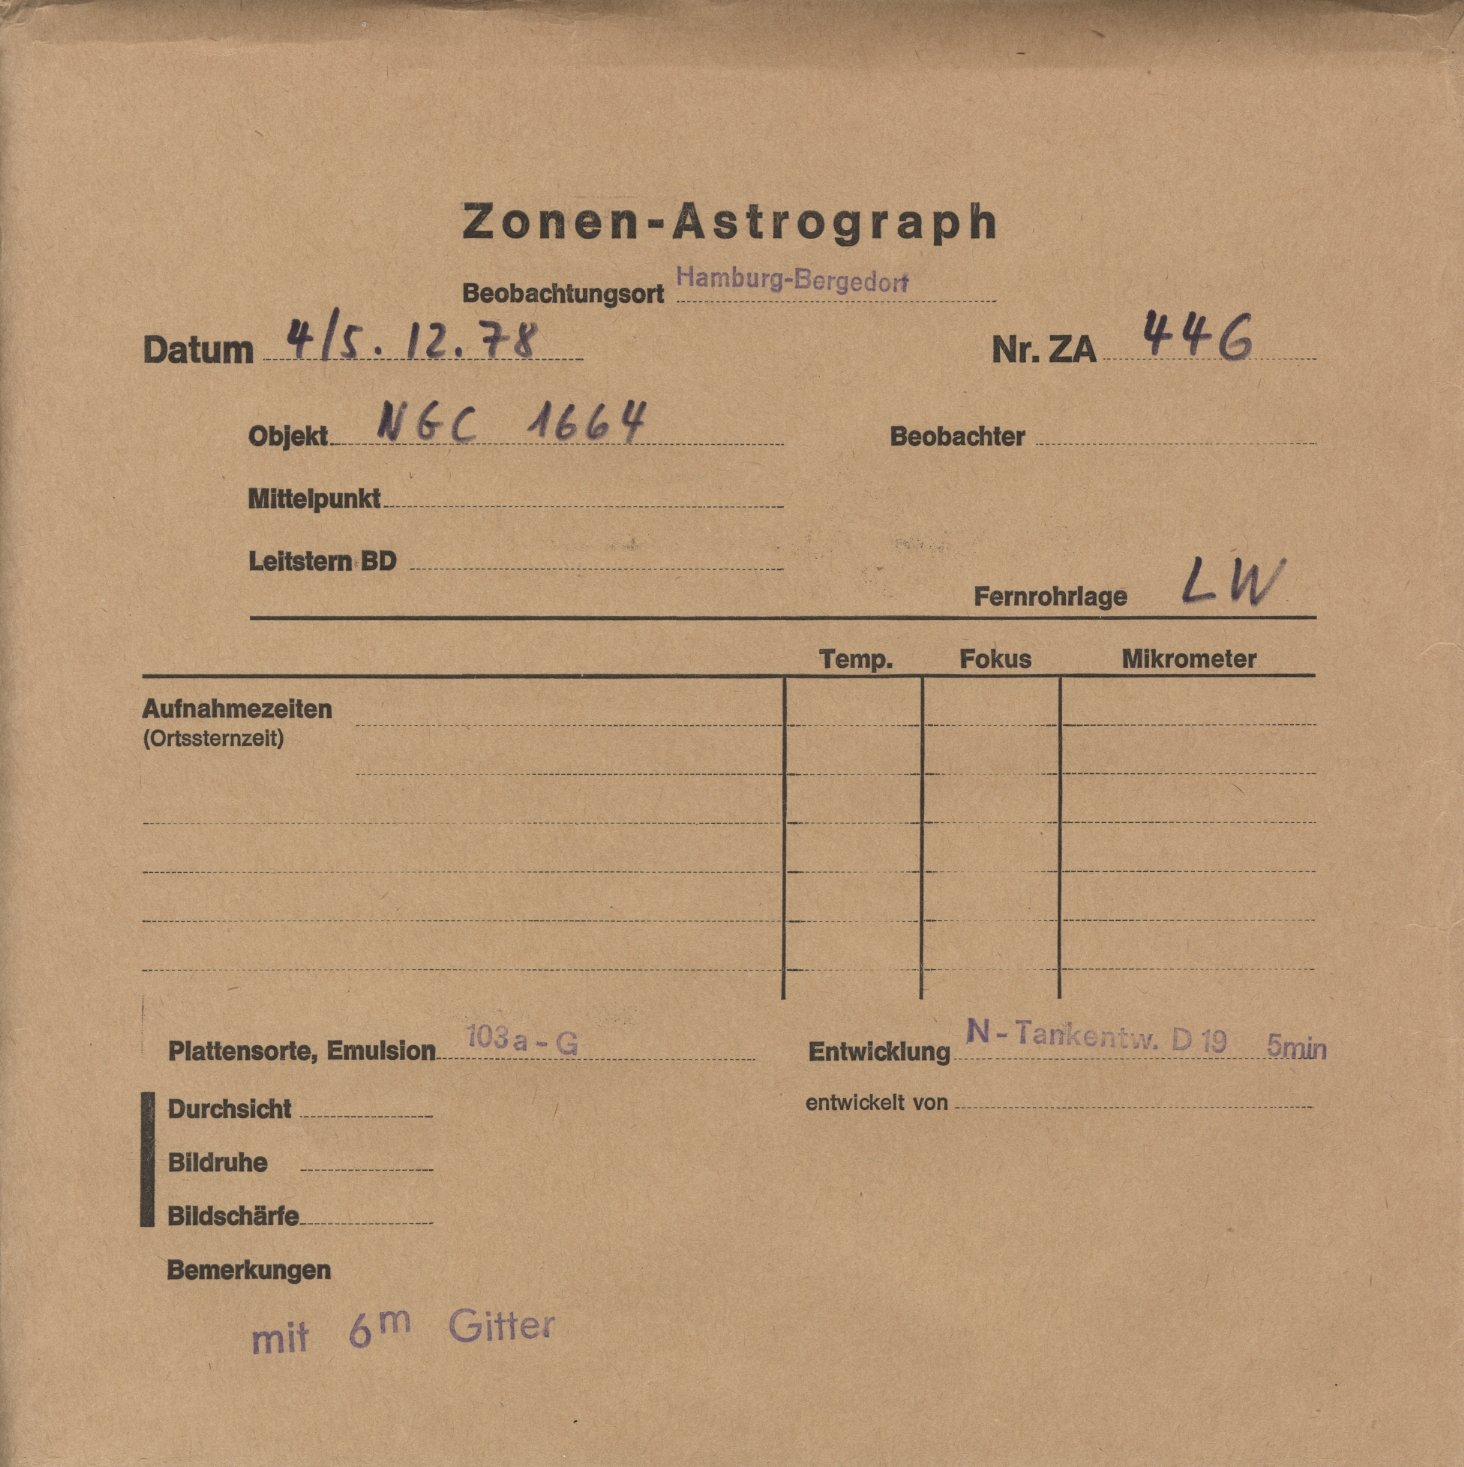 Zonen-Astrograph
Beobachtungsort Hamburg-Bergedorf
Datum 4/5. 12. 78 Nr. ZA 446
Objekt NGC 1664 Beobachter
Mittelpunkt
Leitstern BD
Fernrohrlage LW
Temp. Fokus Mikrometer
Aufnahmezeiten
(Ortssternzeit)
Plattensorte, Emulsion 103a-G Entwicklung N-Tankentw. D 19 5min
Durchsicht entwickelt von
Bildruhe
Bildschärfe
Bemerkungen
mit 6m Gitter